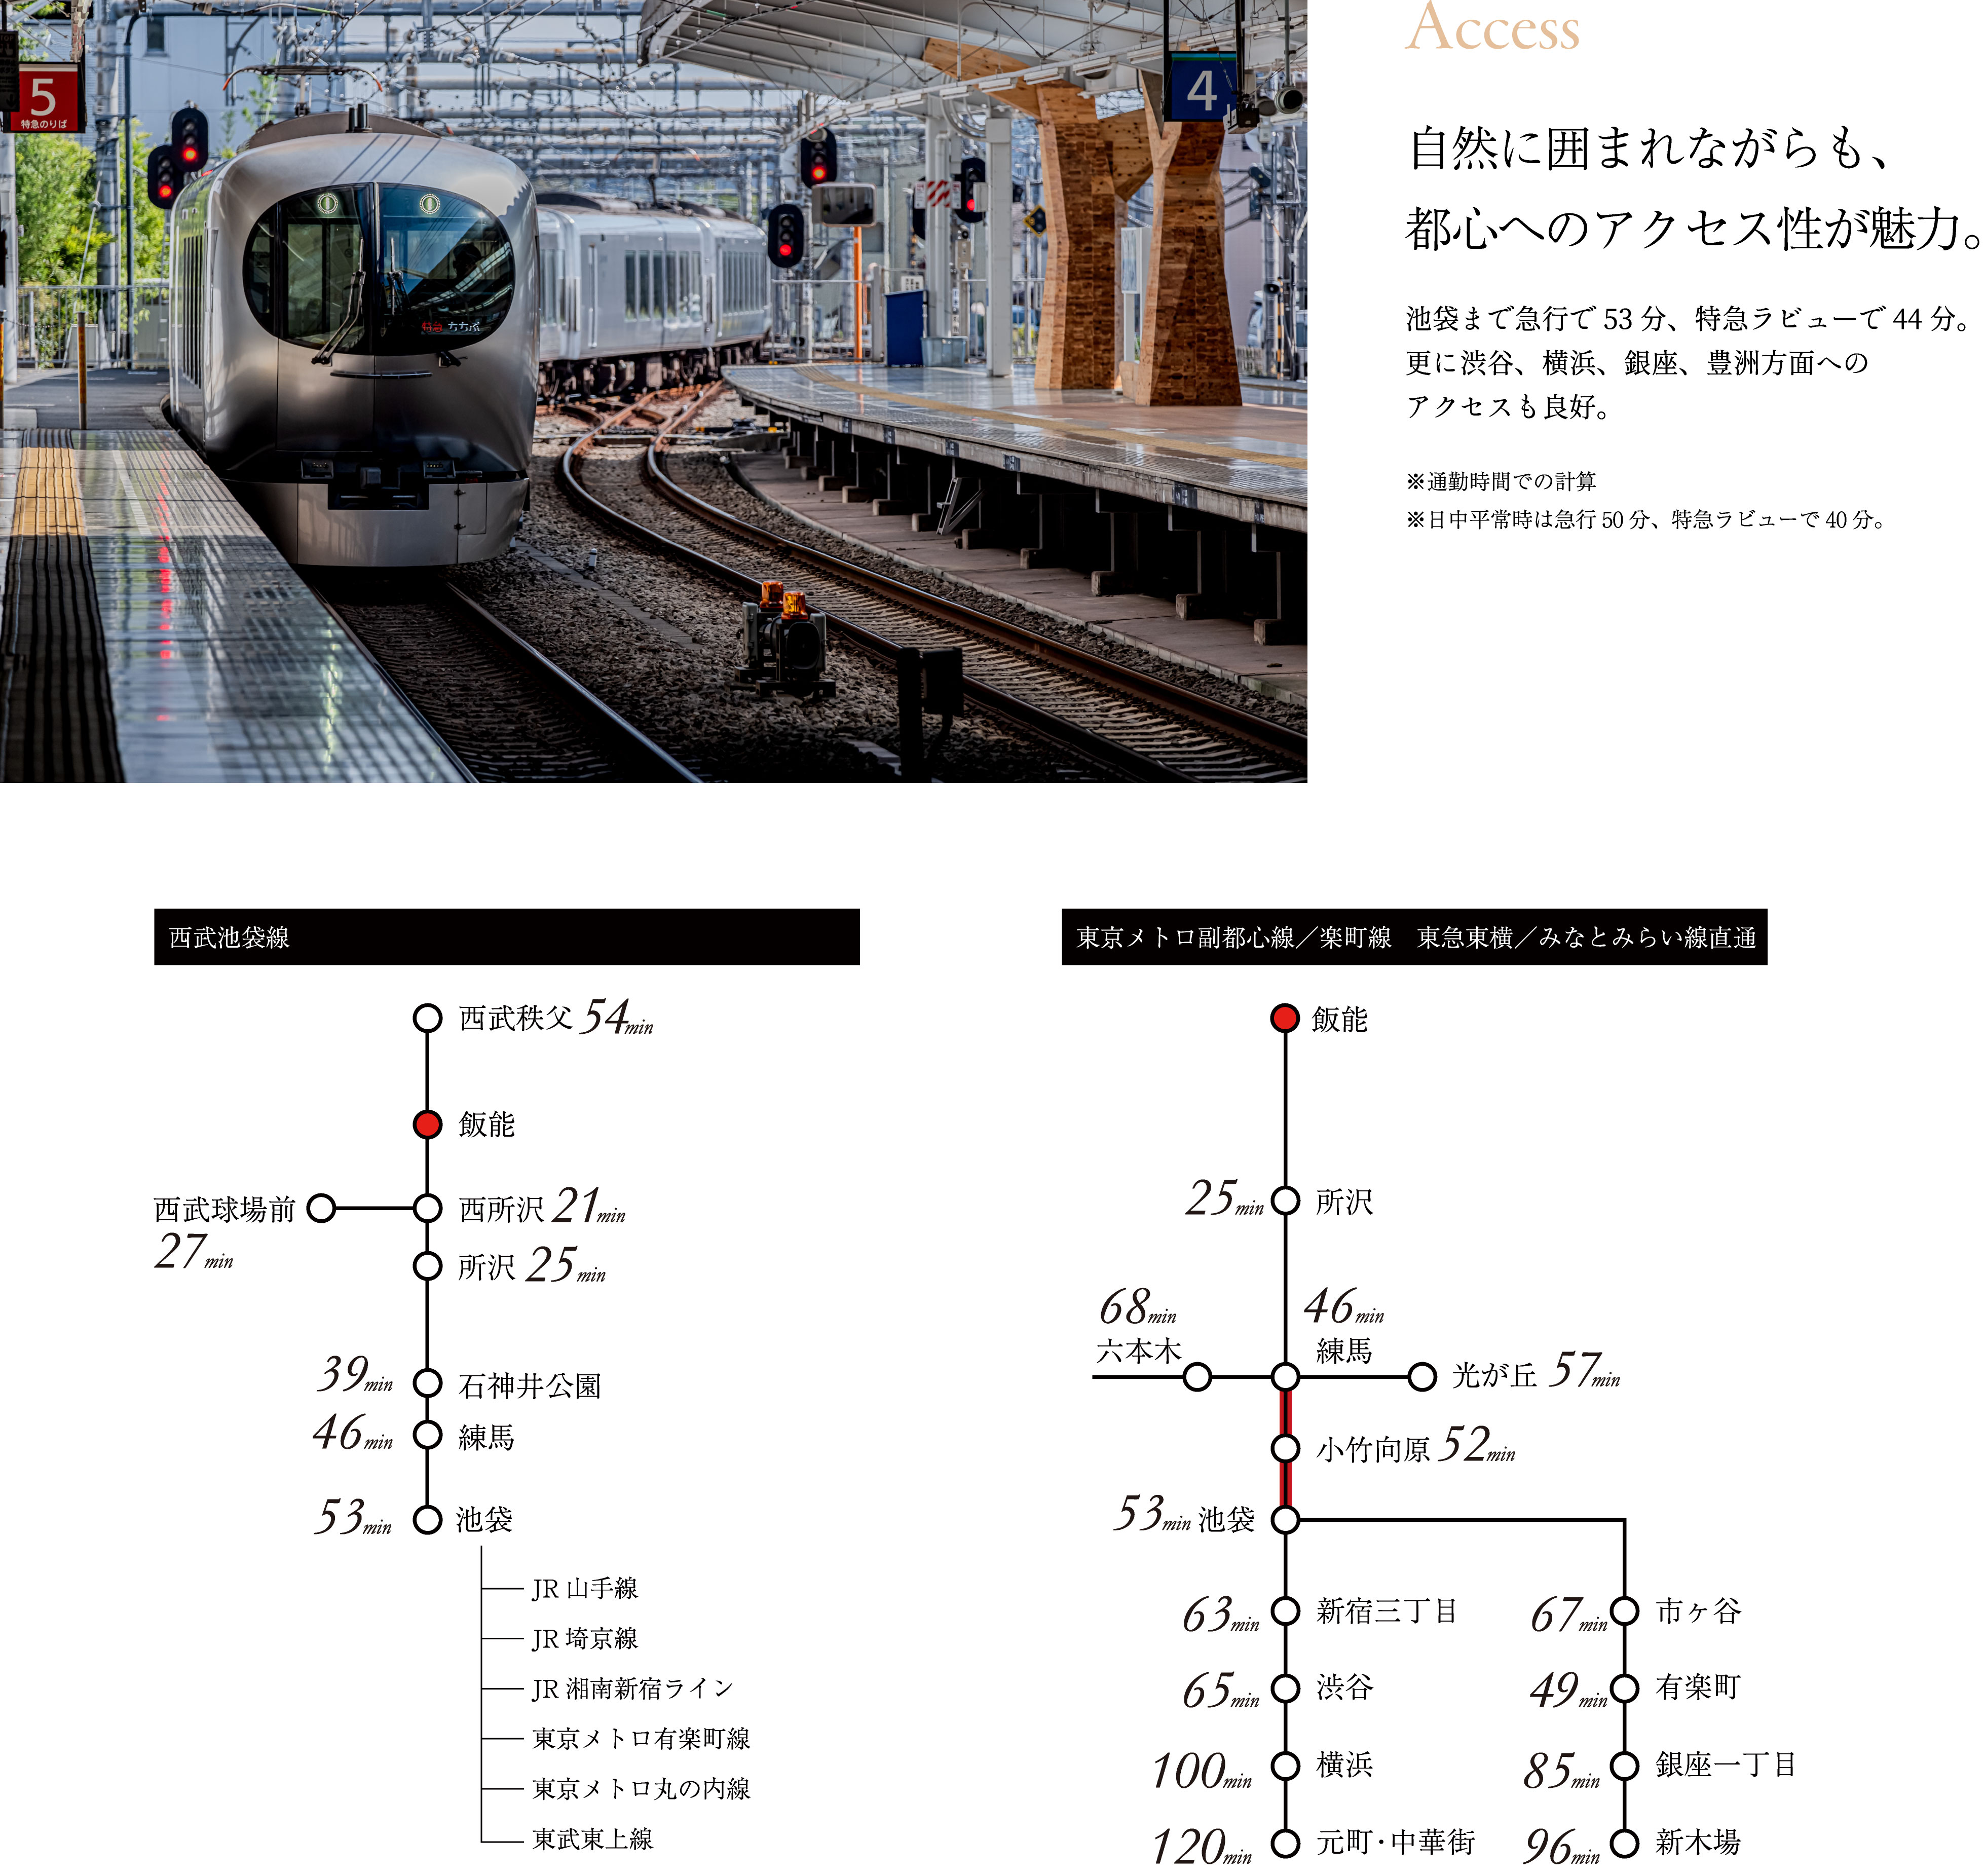 5
特急のりば
4
特急 ちちぶ
Access
自然に囲まれながらも、
都心へのアクセス性が魅力。
池袋まで急行で 53 分、特急ラビューで 44 分。
更に渋谷、横浜、銀座、豊洲方面への
アクセスも良好。
※通勤時間での計算
※日中平常時は急行 50 分、特急ラビューで 40 分。
西武池袋線
西武秩父 54min
飯能
西武球場前
27min
西所沢 21min
所沢 25min
39min 石神井公園
46min 練馬
53min 池袋
JR 山手線
JR 埼京線
JR 湘南新宿ライン
東京メトロ有楽町線
東京メトロ丸の内線
東武東上線
東京メトロ副都心線／楽町線　東急東横／みなとみらい線直通
飯能
25min 所沢
68min
六本木
46min
練馬
光が丘 57min
小竹向原 52min
53min 池袋
63min 新宿三丁目
65min 渋谷
100min 横浜
120min 元町・中華街
67min 市ヶ谷
49min 有楽町
85min 銀座一丁目
96min 新木場